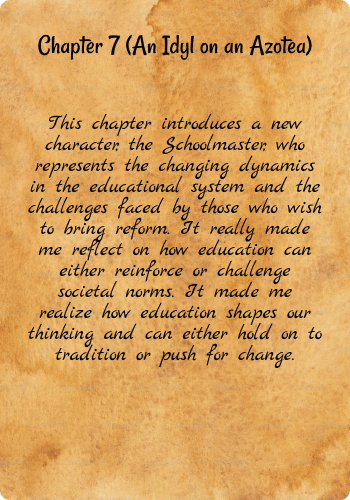 Chapter 7 (An Idyl on an Azotea)
This chapter introduces a new
character, the Schoolmaster, who
represents the changing dynamics
in the educational system and the
challenges faced by those who wish
to bring reform. It really made
me reflect on how education can
either reinforce or challenge
societal norms. It made me
realize how education shapes our
thinking and can either hold on to
tradition or push for change.